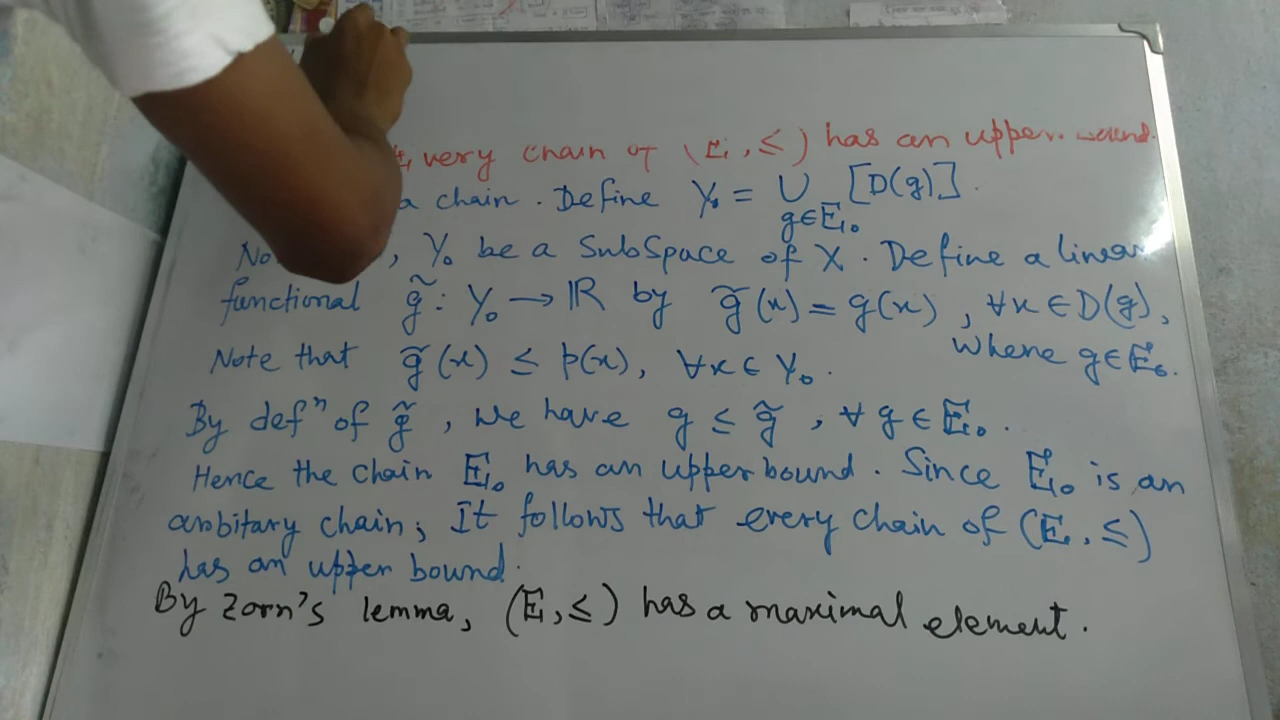 Every chain of (E, ≤) has an upper bound.
a chain. Define Y₀ = ∪ [D(g)].
g∈E₀
No , Y₀ be a Subspace of X. Define a linear
functional g̃ : Y₀ → ℝ by g̃(x) = g(x), ∀x ∈ D(g),
where g∈E₀.
Note that g̃(x) ≤ p(x), ∀x ∈ Y₀.
By defⁿ of g̃, we have g ≤ g̃, ∀ g ∈ E₀.
Hence the chain E₀ has an upper bound. Since E₀ is an
arbitary chain; It follows that every chain of (E, ≤)
has an upper bound.
By Zorn's lemma, (E, ≤) has a maximal element.